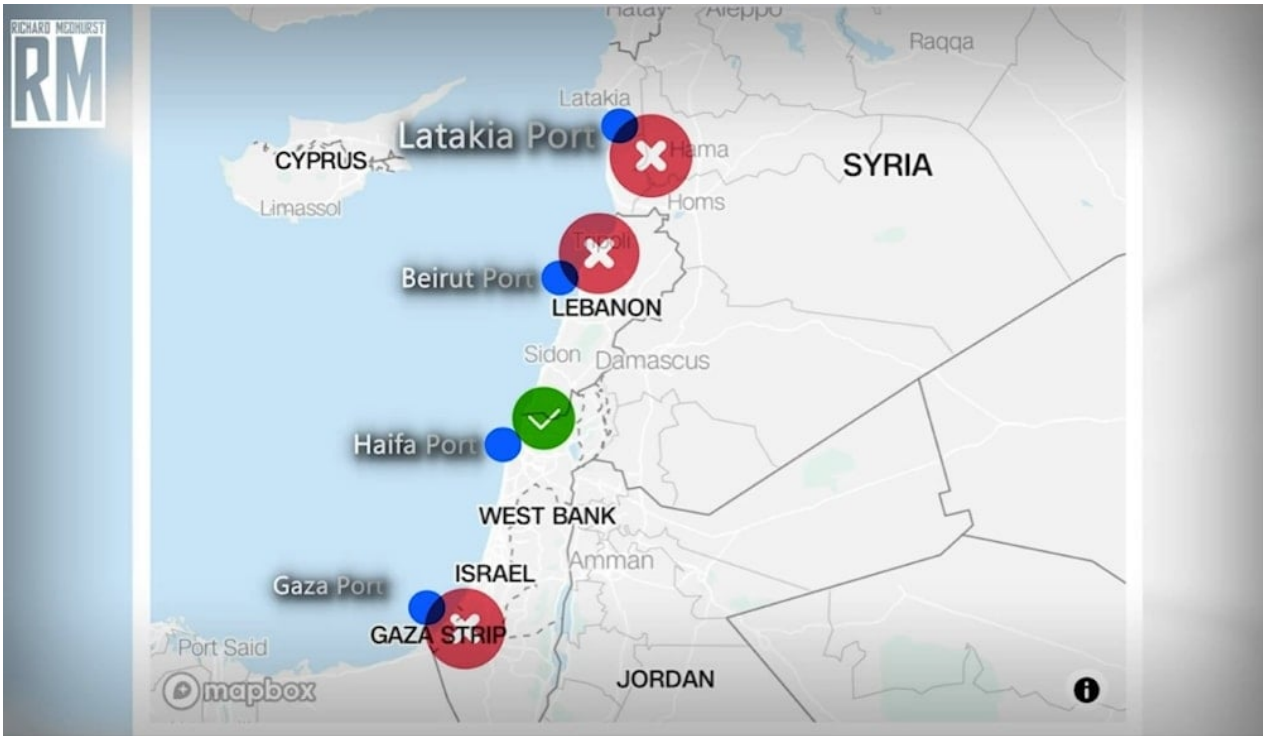 RICHARD MEDHURST
RM
Hatay
Aleppo
Raqqa
Latakia
Latakia Port
Hama
CYPRUS
SYRIA
Limassol
Homs
Tripoli
Beirut Port
LEBANON
Sidon
Damascus
Haifa Port
WEST BANK
Amman
ISRAEL
Gaza Port
GAZA STRIP
Port Said
JORDAN
mapbox
i